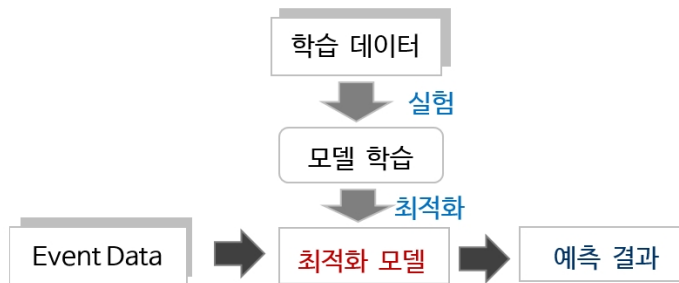 학습 데이터
실험
모델 학습
최적화
Event Data
최적화 모델
예측 결과